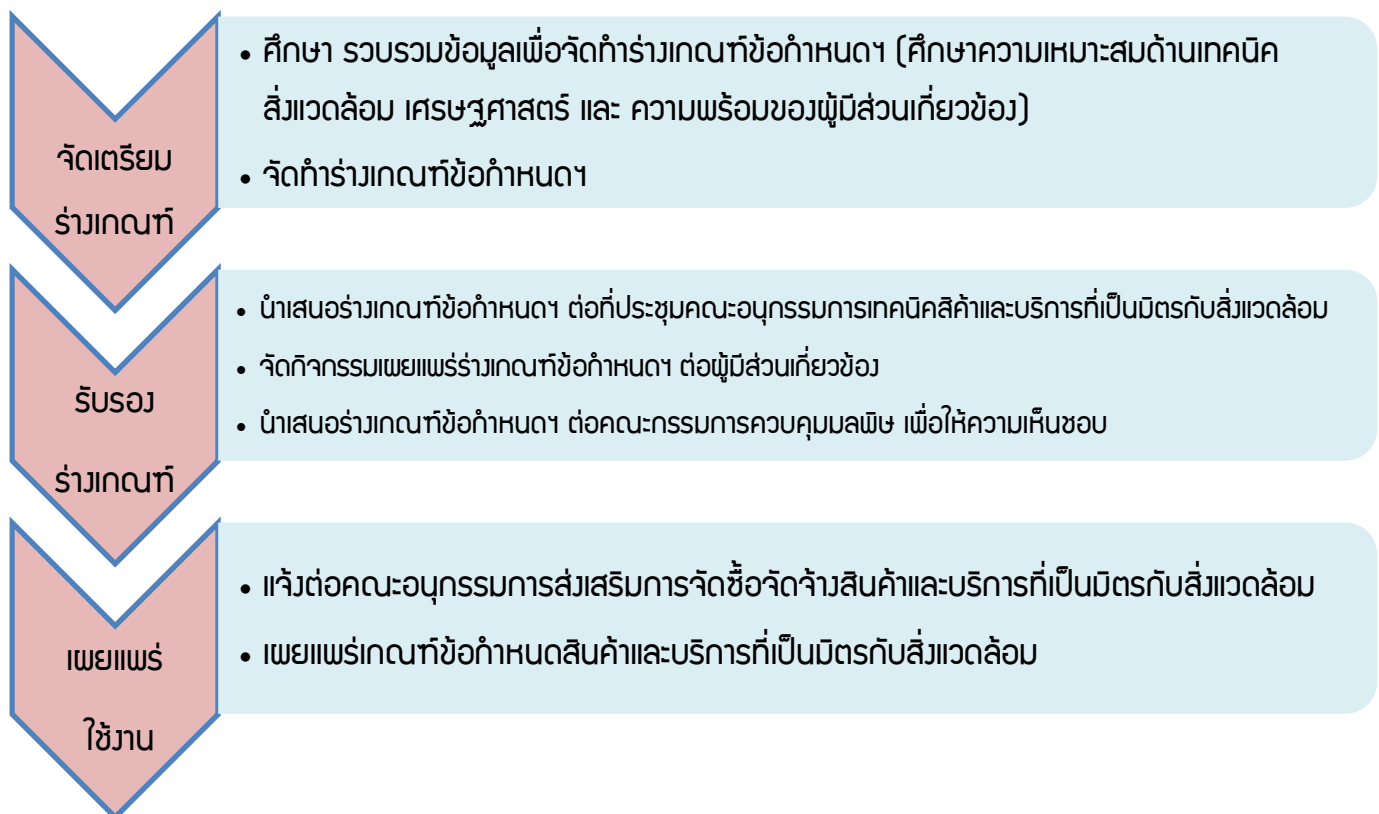 จัดเตรียม
ร่างเกณฑ์
• ศึกษา รวบรวมข้อมูลเพื่อจัดทำร่างเกณฑ์ข้อกำหนดฯ (ศึกษาความเหมาะสมด้านเทคนิค
สิ่งแวดล้อม เศรษฐศาสตร์ และ ความพร้อมของผู้มีส่วนเกี่ยวข้อง)
• จัดทำร่างเกณฑ์ข้อกำหนดฯ
รับรอง
ร่างเกณฑ์
• นำเสนอร่างเกณฑ์ข้อกำหนดฯ ต่อที่ประชุมคณะอนุกรรมการเทคนิคสิค้าและบริการที่เป็นมิตรกับสิ่งแวดล้อม
• จัดกิจกรรมเผยแพร่ร่างเกณฑ์ข้อกำหนดฯ ต่อผู้มีส่วนเกี่ยวข้อง
• นำเสนอร่างเกณฑ์ข้อกำหนดฯ ต่อคณะกรรมการควบคุมมลพิษ เพื่อให้ความเห็นชอบ
เผยแพร่
ใช้งาน
• แจ้งต่อคณะอนุกรรมการส่งเสริมการจัดซื้อจัดจ้างสินค้าและบริการที่เป็นมิตรกับสิ่งแวดล้อม
• เผยแพร่เกณฑ์ข้อกำหนดสินค้าและบริการที่เป็นมิตรกับสิ่งแวดล้อม